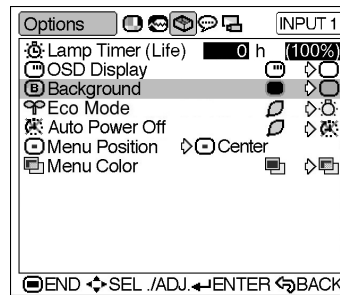 Options INPUT 1
Lamp Timer (Life) 0 h (100%)
OSD Display
B Background
Eco Mode
Auto Power Off
Menu Position Center
Menu Color
END SEL./ADJ. ENTER BACK